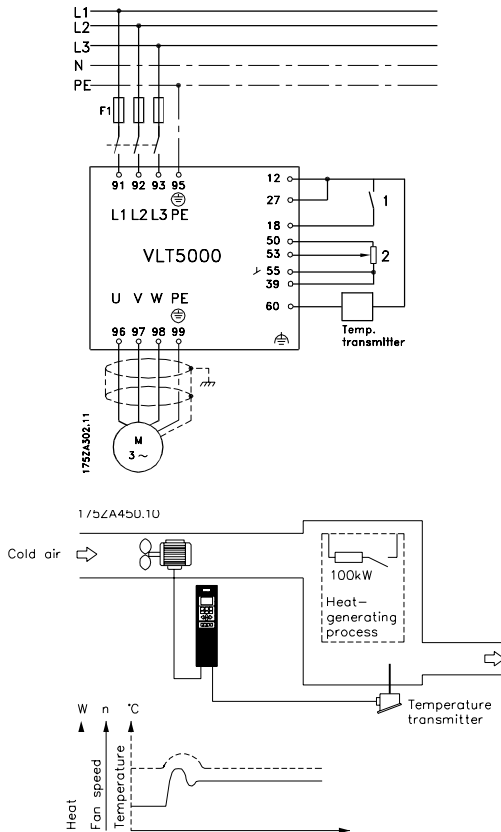 L1
L2
L3
N
PE
F1
91 92 93 95
L1 L2 L3 PE
VLT5000
U V W PE
96 97 98 99
12
27
18
50
53
55
39
60
1
2
Temp.
transmitter
M
3 ~
175ZA302.11
175ZA450.10
Cold air
100kW
Heat-
generating
process
Temperature
transmitter
W n °C
Heat
Fan speed
Temperature